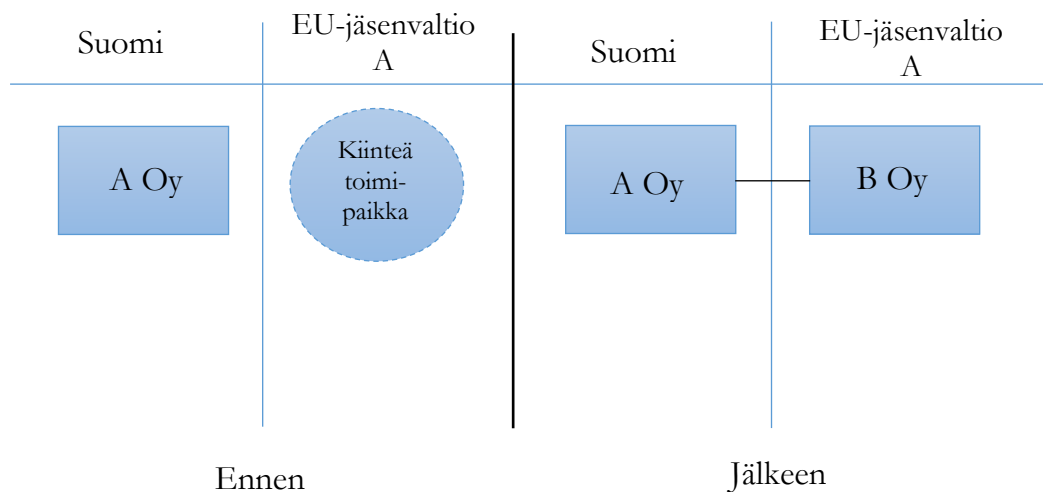 Suomi
EU-jäsenvaltio
A
Suomi
EU-jäsenvaltio
A
A Oy
Kiinteä
toimi-
paikka
A Oy
B Oy
Ennen
Jälkeen